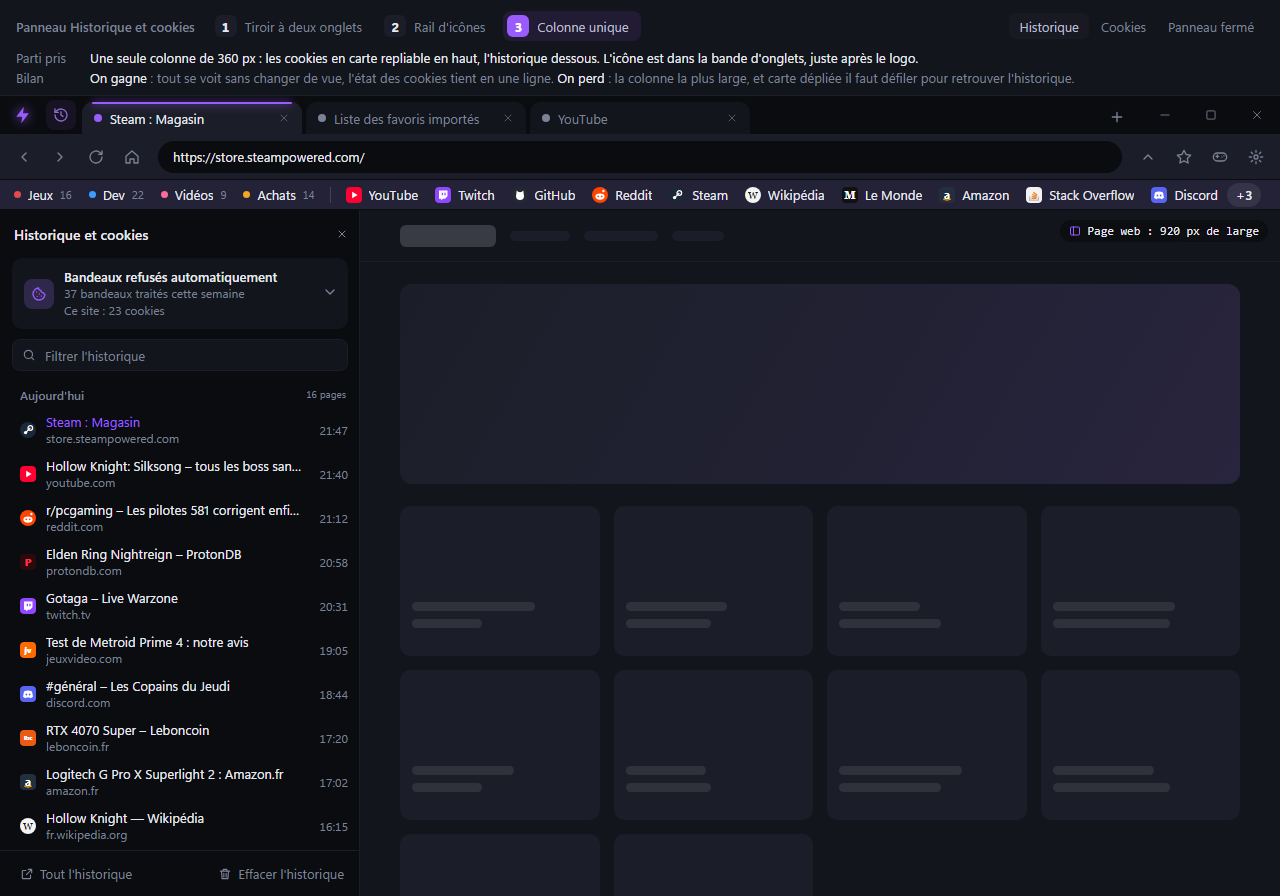 Panneau Historique et cookies 1 Tiroir à deux onglets 2 Rail d'icônes 3 Colonne unique Historique Cookies Panneau fermé
Parti pris Une seule colonne de 360 px : les cookies en carte repliable en haut, l'historique dessous. L'icône est dans la bande d'onglets, juste après le logo.
Bilan On gagne : tout se voit sans changer de vue, l'état des cookies tient en une ligne. On perd : la colonne la plus large, et carte dépliée il faut défiler pour retrouver l'historique.
Steam : Magasin Liste des favoris importés YouTube
https://store.steampowered.com/
Jeux 16 Dev 22 Vidéos 9 Achats 14 YouTube Twitch GitHub Reddit Steam Wikipédia Le Monde Amazon Stack Overflow Discord +3
Historique et cookies
Page web : 920 px de large
Bandeaux refusés automatiquement
37 bandeaux traités cette semaine
Ce site : 23 cookies
Filtrer l'historique
Aujourd'hui 16 pages
Steam : Magasin
store.steampowered.com
21:47
Hollow Knight: Silksong – tous les boss san...
youtube.com
21:40
r/pcgaming – Les pilotes 581 corrigent enfi...
reddit.com
21:12
Elden Ring Nightreign – ProtonDB
protondb.com
20:58
Gotaga – Live Warzone
twitch.tv
20:31
Test de Metroid Prime 4 : notre avis
jeuxvideo.com
19:05
#général – Les Copains du Jeudi
discord.com
18:44
RTX 4070 Super – Leboncoin
leboncoin.fr
17:20
Logitech G Pro X Superlight 2 : Amazon.fr
amazon.fr
17:02
Hollow Knight — Wikipédia
fr.wikipedia.org
16:15
Tout l'historique Effacer l'historique